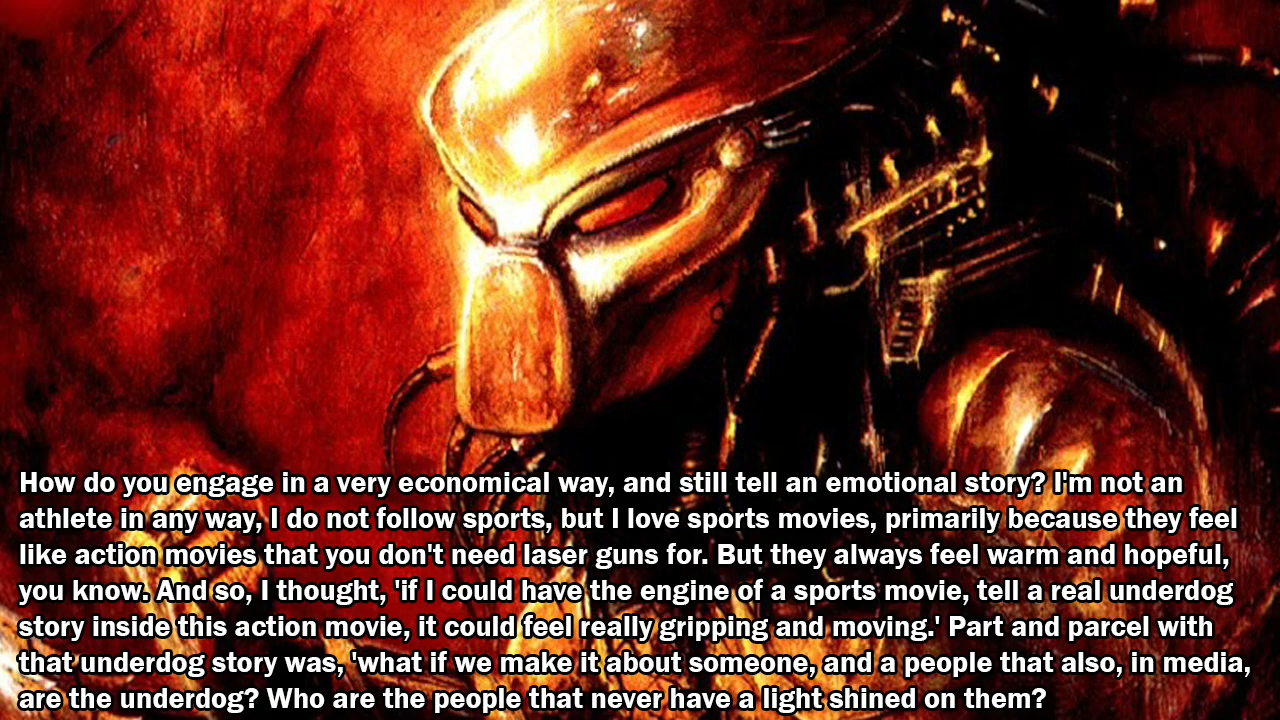 How do you engage in a very economical way, and still tell an emotional story? I'm not an
athlete in any way, I do not follow sports, but I love sports movies, primarily because they feel
like action movies that you don't need laser guns for. But they always feel warm and hopeful,
you know. And so, I thought, 'if I could have the engine of a sports movie, tell a real underdog
story inside this action movie, it could feel really gripping and moving.' Part and parcel with
that underdog story was, 'what if we make it about someone, and a people that also, in media,
are the underdog? Who are the people that never have a light shined on them?